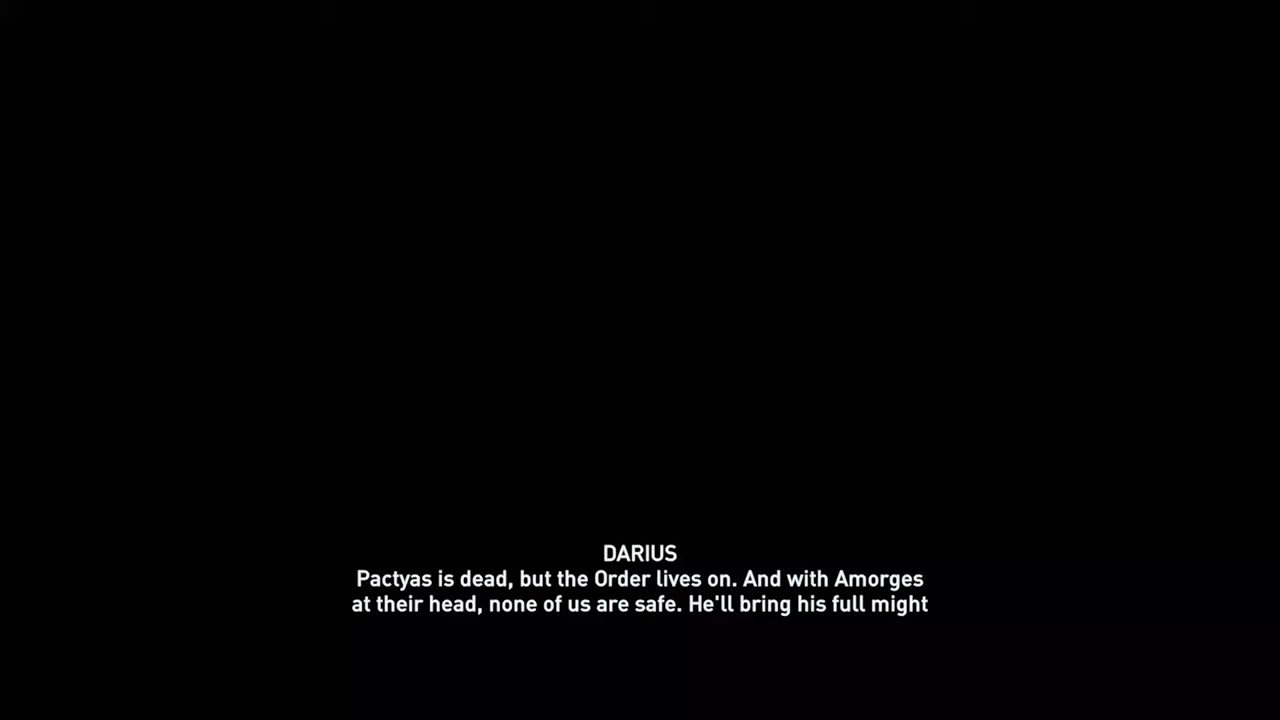 DARIUS
Pactyas is dead, but the Order lives on. And with Amorges
at their head, none of us are safe. He'll bring his full might